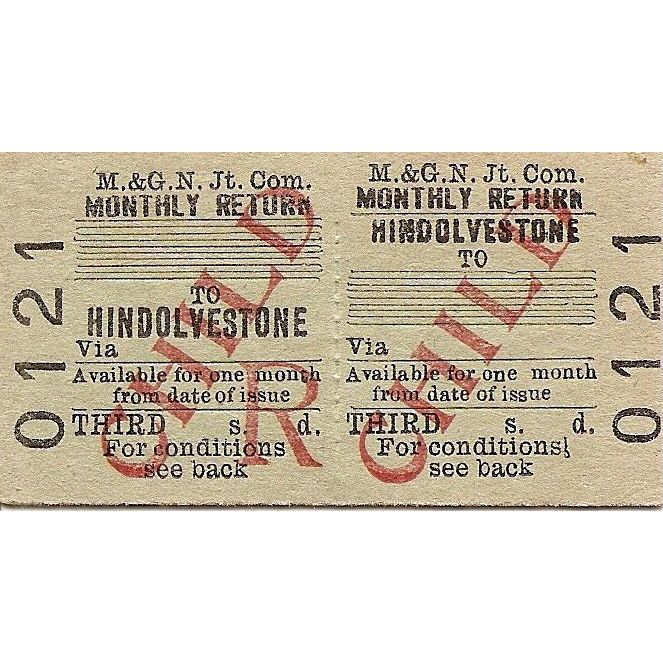 M.&G.N. Jt. Com.
MONTHLY RETURN
TO
HINDOLVESTONE
Via
Available for one month
from date of issue
THIRD s. d.
For conditions
see back
CHILD
R
0121
M.&G.N. Jt. Com.
MONTHLY RETURN
HINDOLVESTONE
TO
Via
Available for one month
from date of issue
THIRD s. d.
For conditions
see back
CHILD
0121